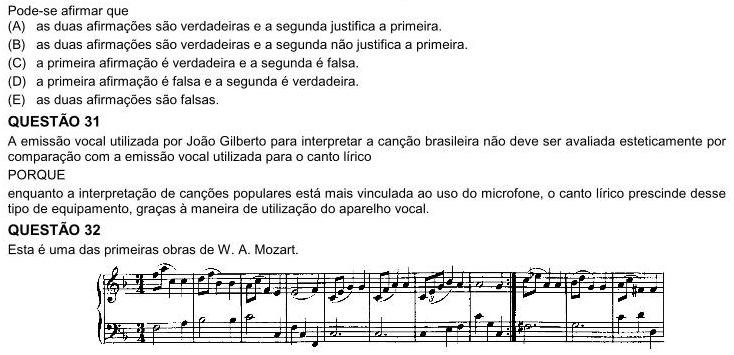 Pode-se afirmar que
(A) as duas afirmações são verdadeiras e a segunda justifica a primeira.
(B) as duas afirmações são verdadeiras e a segunda não justifica a primeira.
(C) a primeira afirmação é verdadeira e a segunda é falsa.
(D) a primeira afirmação é falsa e a segunda é verdadeira.
(E) as duas afirmações são falsas.
QUESTÃO 31
A emissão vocal utilizada por João Gilberto para interpretar a canção brasileira não deve ser avaliada esteticamente por
comparação com a emissão vocal utilizada para o canto lírico
PORQUE
enquanto a interpretação de canções populares está mais vinculada ao uso do microfone, o canto lírico prescinde desse
tipo de equipamento, graças à maneira de utilização do aparelho vocal.
QUESTÃO 32
Esta é uma das primeiras obras de W. A. Mozart.